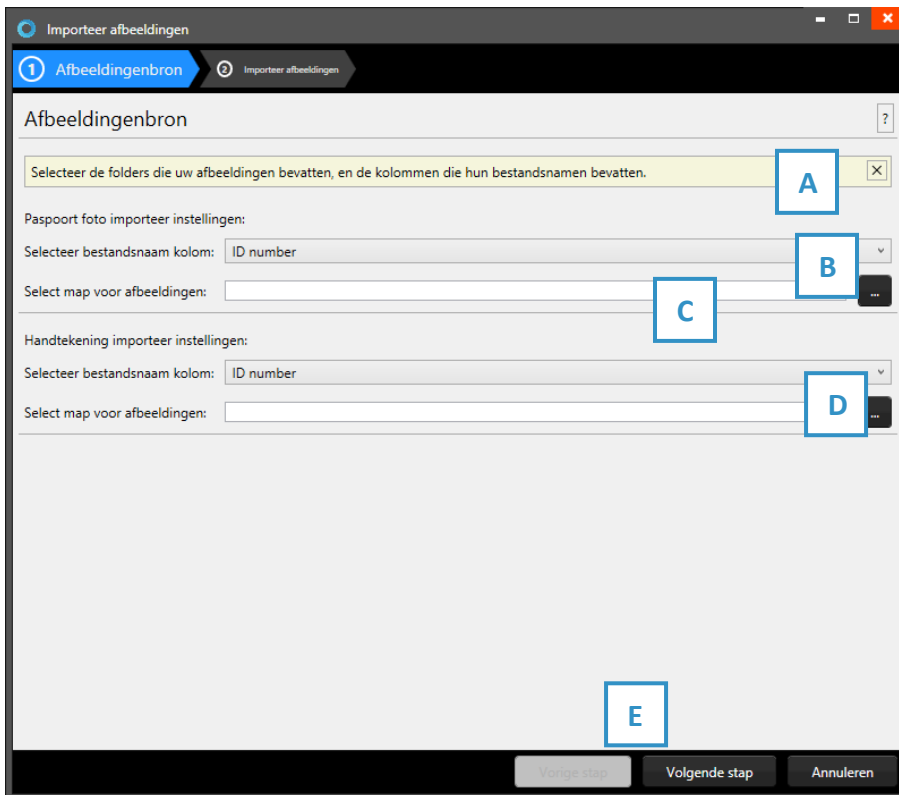 Importeer afbeeldingen
1 Afbeeldingenbron 2 Importeer afbeeldingen
Afbeeldingenbron ?
Selecteer de folders die uw afbeeldingen bevatten, en de kolommen die hun bestandsnamen bevatten.
A
Paspoort foto importeer instellingen:
Selecteer bestandsnaam kolom: ID number
B
Select map voor afbeeldingen: ...
C
Handtekening importeer instellingen:
Selecteer bestandsnaam kolom: ID number
D
Select map voor afbeeldingen: ...
E
Vorige stap Volgende stap Annuleren